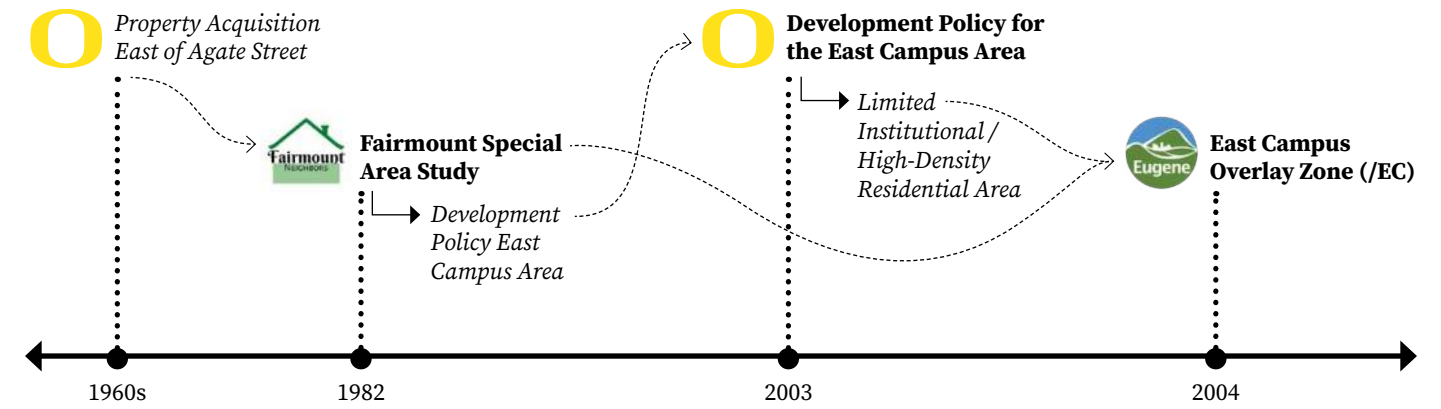 O
Property Acquisition
East of Agate Street
Fairmount
NEIGHBORS
Fairmount Special
Area Study
Development
Policy East
Campus Area
O
Development Policy for
the East Campus Area
Limited
Institutional /
High-Density
Residential Area
Eugene
East Campus
Overlay Zone (/EC)
1960s
1982
2003
2004